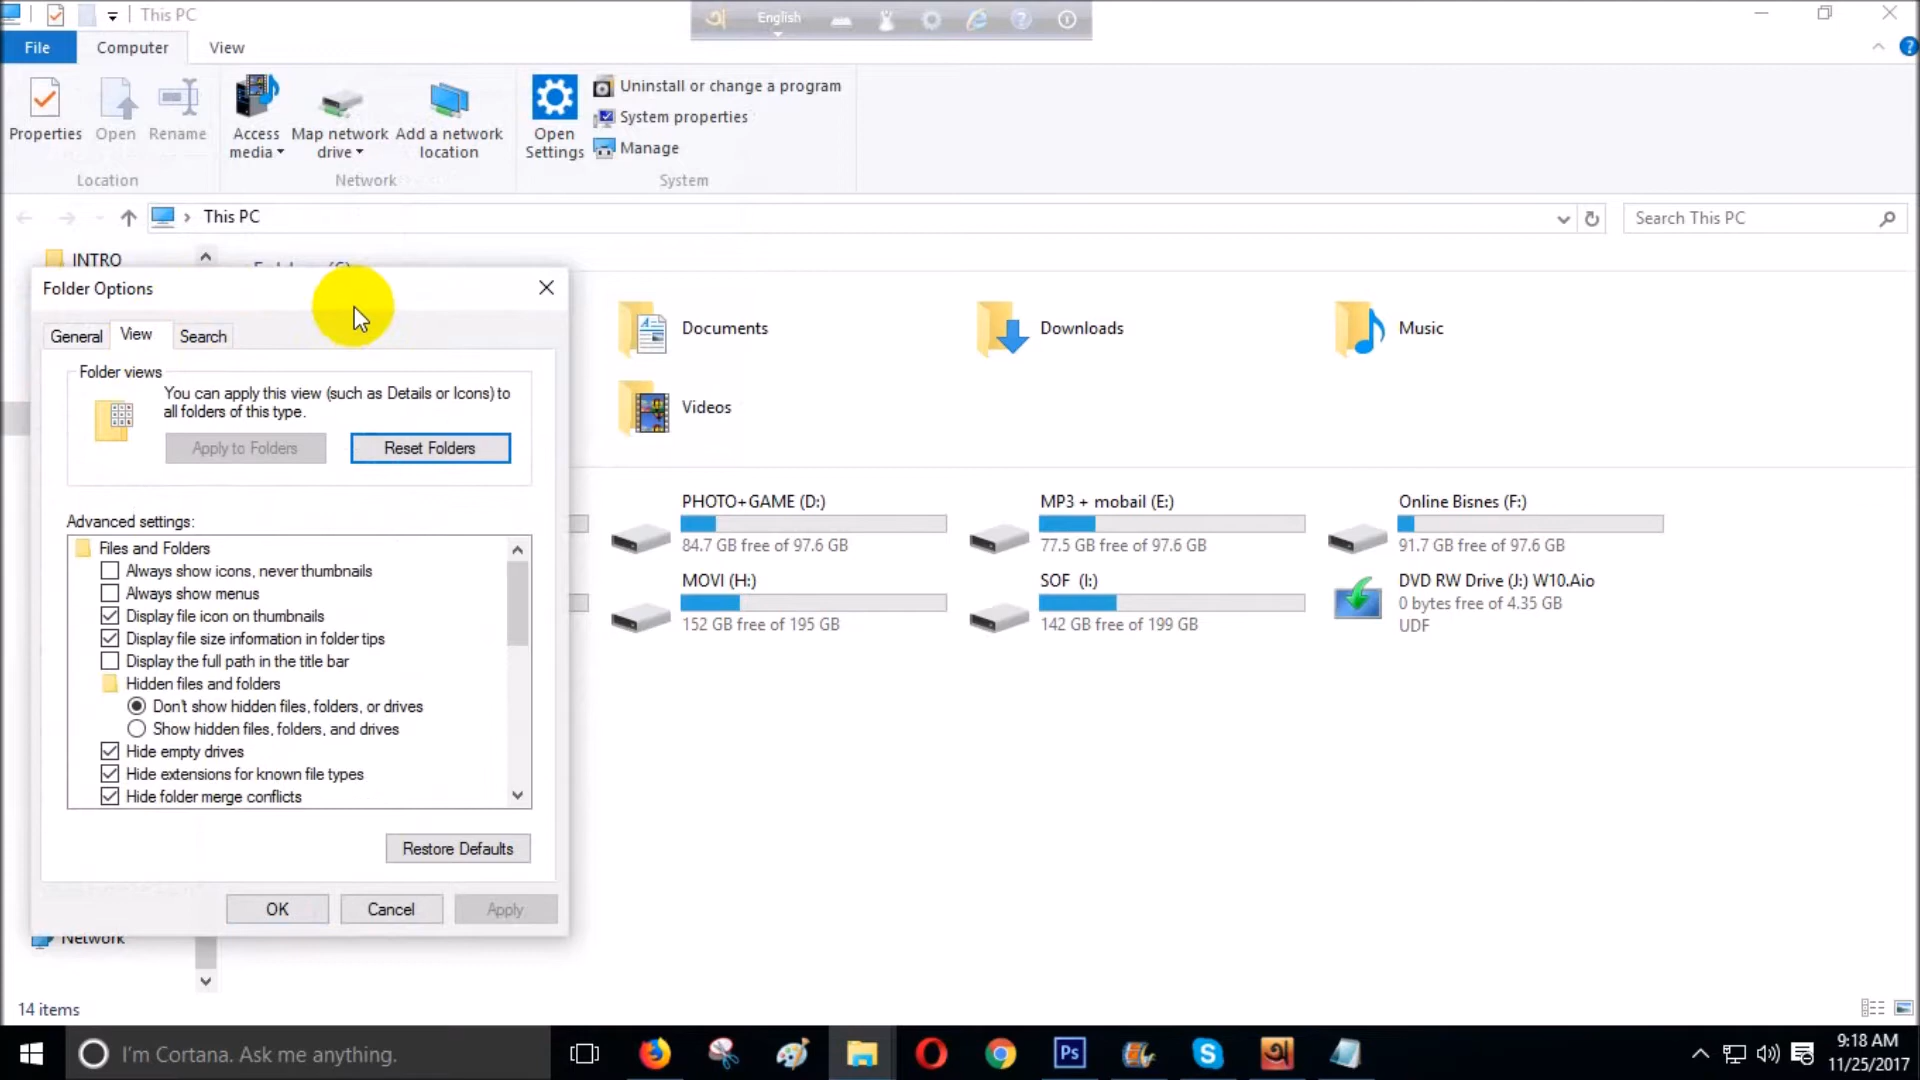 This PC
English
File
Computer
View
Properties
Open
Rename
Access
media
Map network
drive
Add a network
location
Open
Settings
Uninstall or change a program
System properties
Manage
Location
Network
System
This PC
Search This PC
INTRO
Folder Options
General
View
Search
Folder views
You can apply this view (such as Details or Icons) to
all folders of this type.
Apply to Folders
Reset Folders
Advanced settings:
Files and Folders
Always show icons, never thumbnails
Always show menus
Display file icon on thumbnails
Display file size information in folder tips
Display the full path in the title bar
Hidden files and folders
Don't show hidden files, folders, or drives
Show hidden files, folders, and drives
Hide empty drives
Hide extensions for known file types
Hide folder merge conflicts
Restore Defaults
OK
Cancel
Apply
Network
Documents
Downloads
Music
Videos
PHOTO+GAME (D:)
84.7 GB free of 97.6 GB
MP3 + mobail (E:)
77.5 GB free of 97.6 GB
Online Bisnes (F:)
91.7 GB free of 97.6 GB
MOVI (H:)
152 GB free of 195 GB
SOF (I:)
142 GB free of 199 GB
DVD RW Drive (J:) W10.Aio
0 bytes free of 4.35 GB
UDF
14 items
I'm Cortana. Ask me anything.
Ps
9:18 AM
11/25/2017